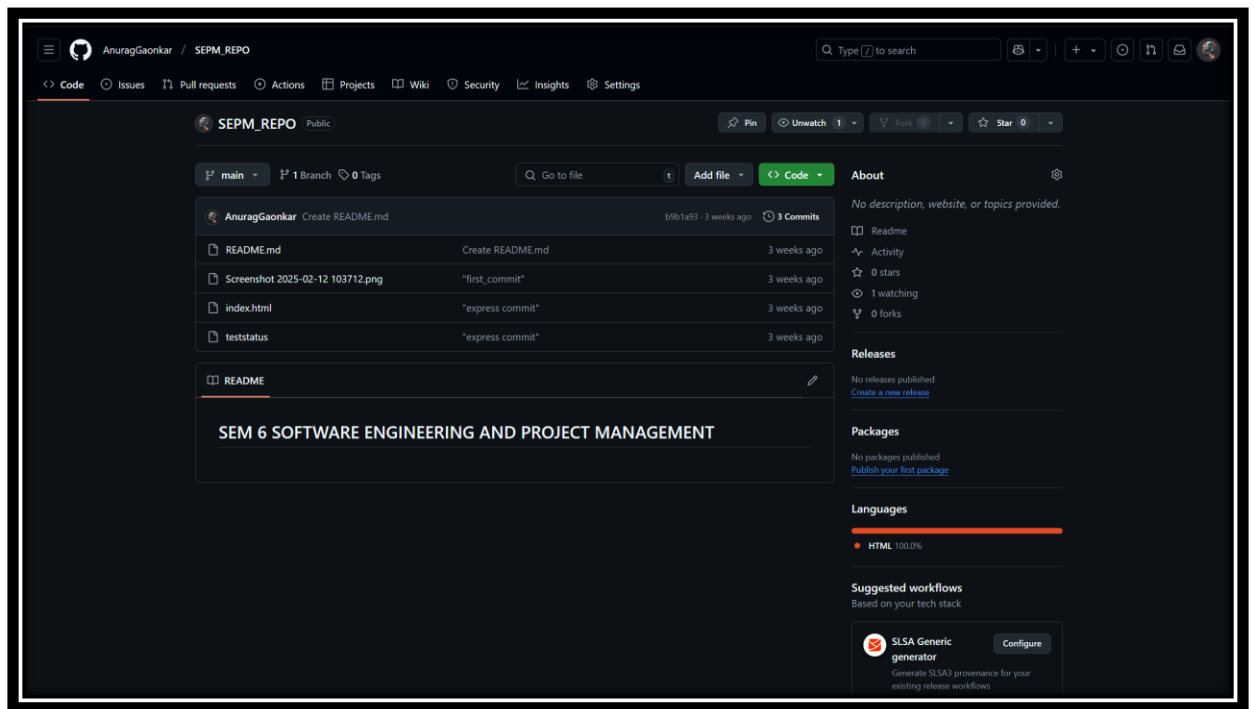 AnuragGaonkar / SEPM_REPO
Type / to search
Code Issues Pull requests Actions Projects Wiki Security Insights Settings
SEPM_REPO Public
Pin Unwatch 1 Fork 0 Star 0
main 1 Branch 0 Tags Go to file t Add file Code
AnuragGaonkar Create README.md b9b1a93 · 3 weeks ago 3 Commits
README.md Create README.md 3 weeks ago
Screenshot 2025-02-12 103712.png "first_commit" 3 weeks ago
index.html "express commit" 3 weeks ago
teststatus "express commit" 3 weeks ago
README
SEM 6 SOFTWARE ENGINEERING AND PROJECT MANAGEMENT
About
No description, website, or topics provided.
Readme
Activity
0 stars
1 watching
0 forks
Releases
No releases published
Create a new release
Packages
No packages published
Publish your first package
Languages
HTML 100.0%
Suggested workflows
Based on your tech stack
SLSA Generic
generator
Configure
Generate SLSA3 provenance for your
existing release workflows